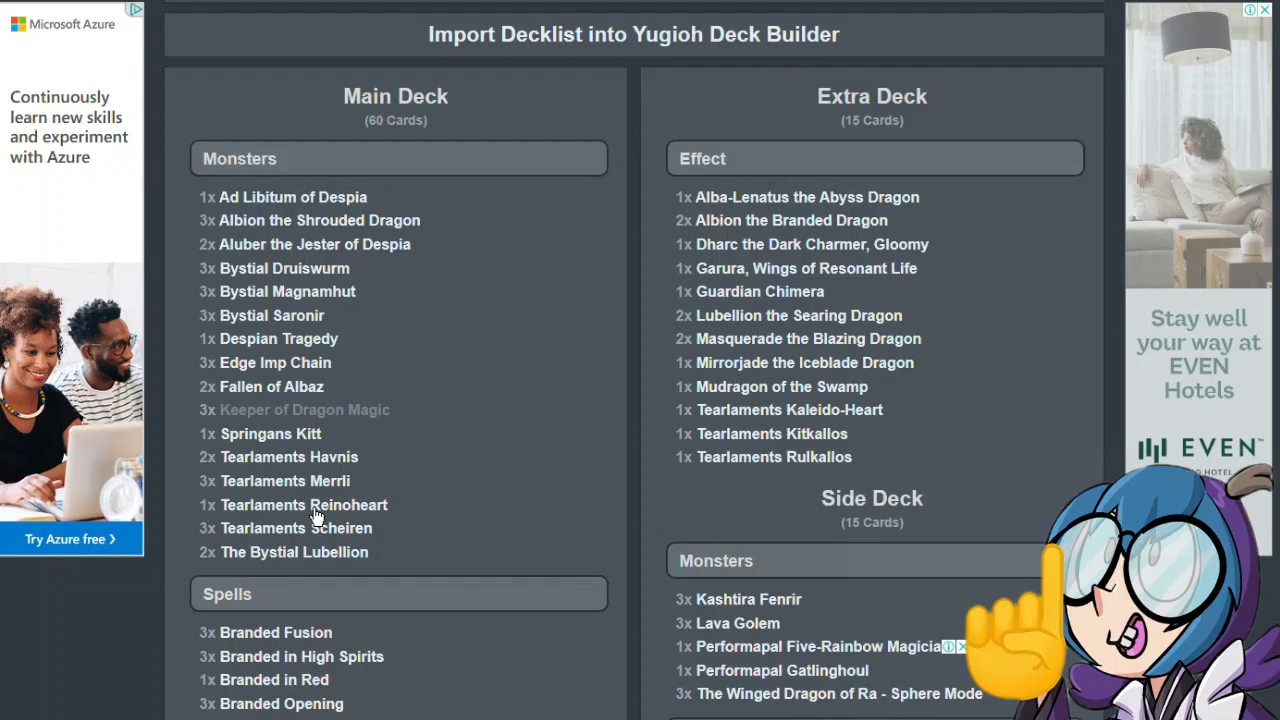 Microsoft Azure
Continuously
learn new skills
and experiment
with Azure
Try Azure free >
Import Decklist into Yugioh Deck Builder
Main Deck
(60 Cards)
Monsters
1x Ad Libitum of Despia
3x Albion the Shrouded Dragon
2x Aluber the Jester of Despia
3x Bystial Druiswurm
3x Bystial Magnamhut
3x Bystial Saronir
1x Despian Tragedy
3x Edge Imp Chain
2x Fallen of Albaz
3x Keeper of Dragon Magic
1x Springans Kitt
2x Tearlaments Havnis
3x Tearlaments Merrli
1x Tearlaments Reinoheart
3x Tearlaments Scheiren
2x The Bystial Lubellion
Spells
3x Branded Fusion
3x Branded in High Spirits
1x Branded in Red
3x Branded Opening
Extra Deck
(15 Cards)
Effect
1x Alba-Lenatus the Abyss Dragon
2x Albion the Branded Dragon
1x Dharc the Dark Charmer, Gloomy
1x Garura, Wings of Resonant Life
1x Guardian Chimera
2x Lubellion the Searing Dragon
2x Masquerade the Blazing Dragon
1x Mirrorjade the Iceblade Dragon
1x Mudragon of the Swamp
1x Tearlaments Kaleido-Heart
1x Tearlaments Kitkallos
1x Tearlaments Rulkallos
Side Deck
(15 Cards)
Monsters
3x Kashtira Fenrir
3x Lava Golem
1x Performapal Five-Rainbow Magicia
1x Performapal Gatlinghoul
3x The Winged Dragon of Ra - Sphere Mode
Stay well
your way at
EVEN
Hotels
EVEN™
HOTEL